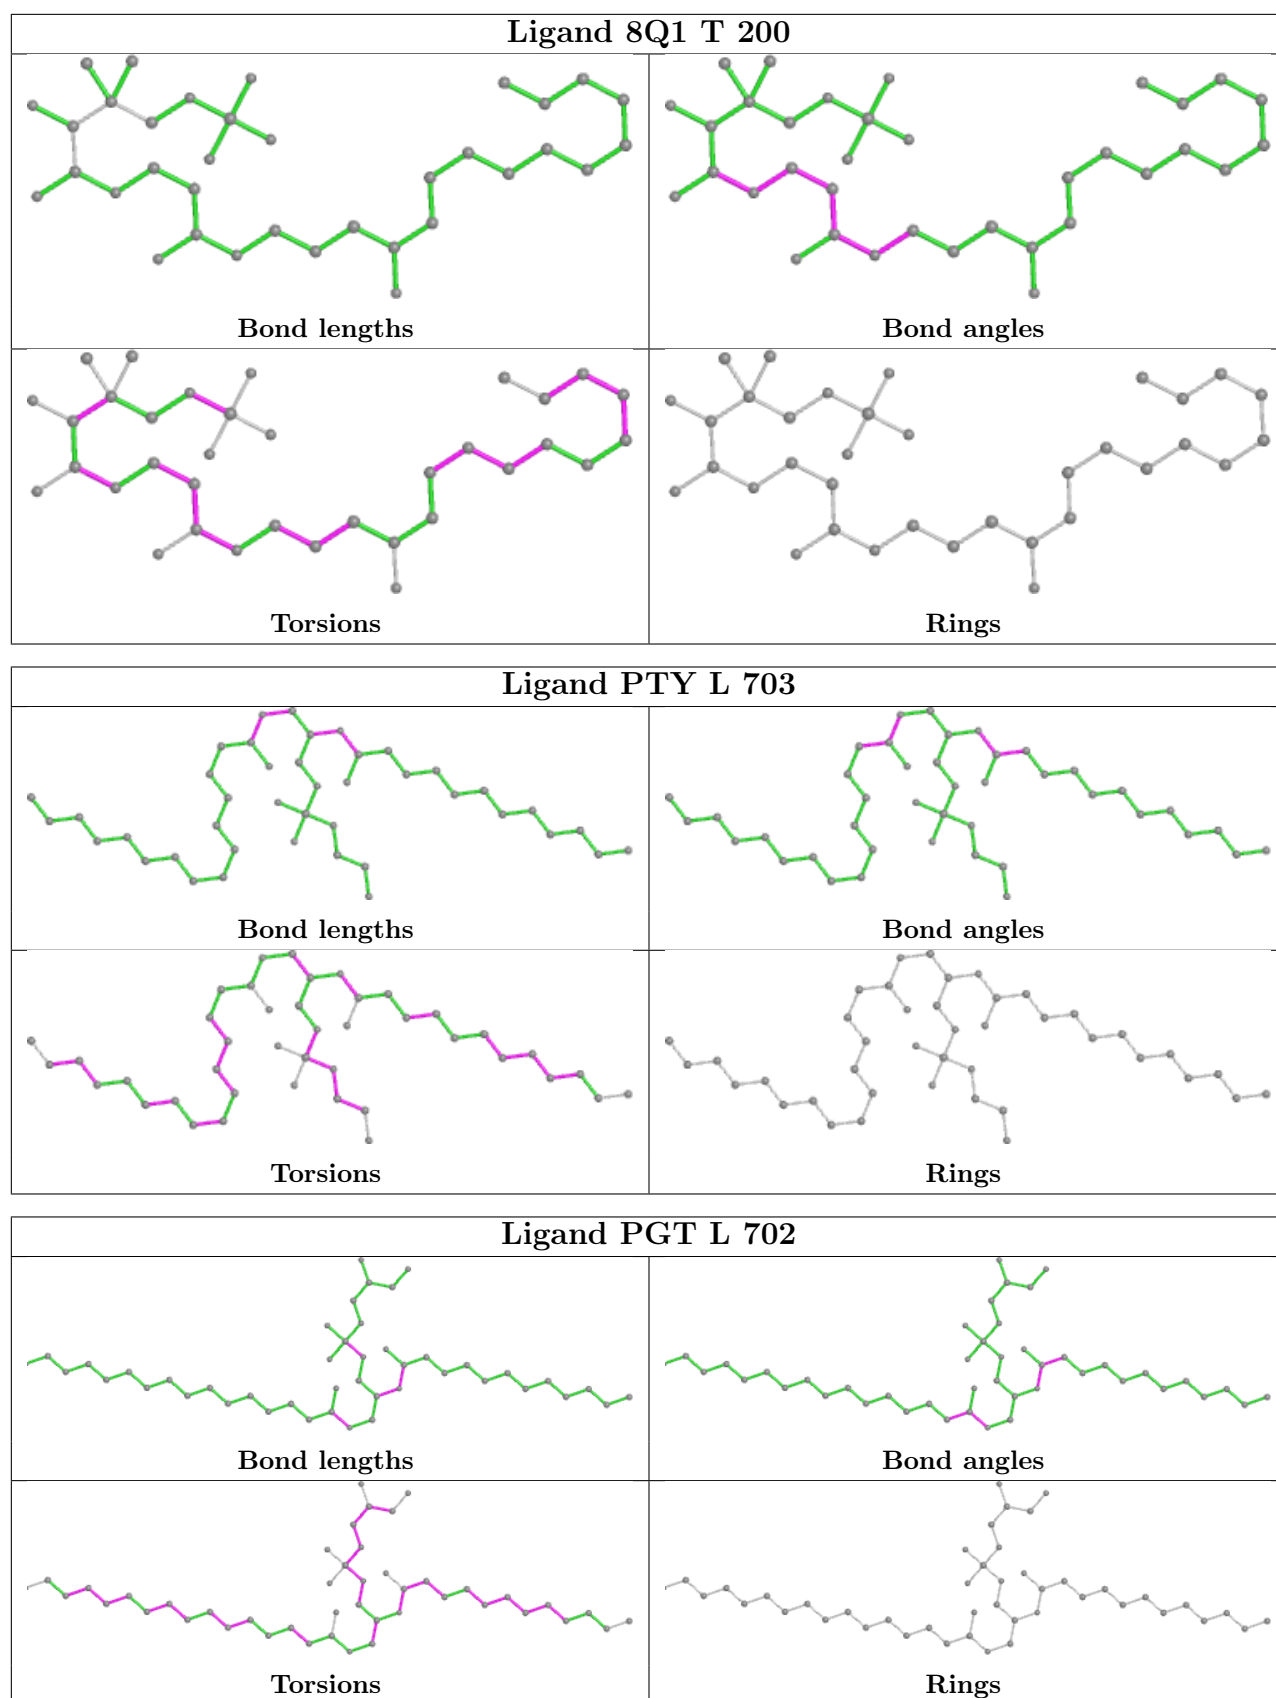 Ligand 8Q1 T 200
Bond lengths
Bond angles
Torsions
Rings
Ligand PTY L 703
Bond lengths
Bond angles
Torsions
Rings
Ligand PGT L 702
Bond lengths
Bond angles
Torsions
Rings